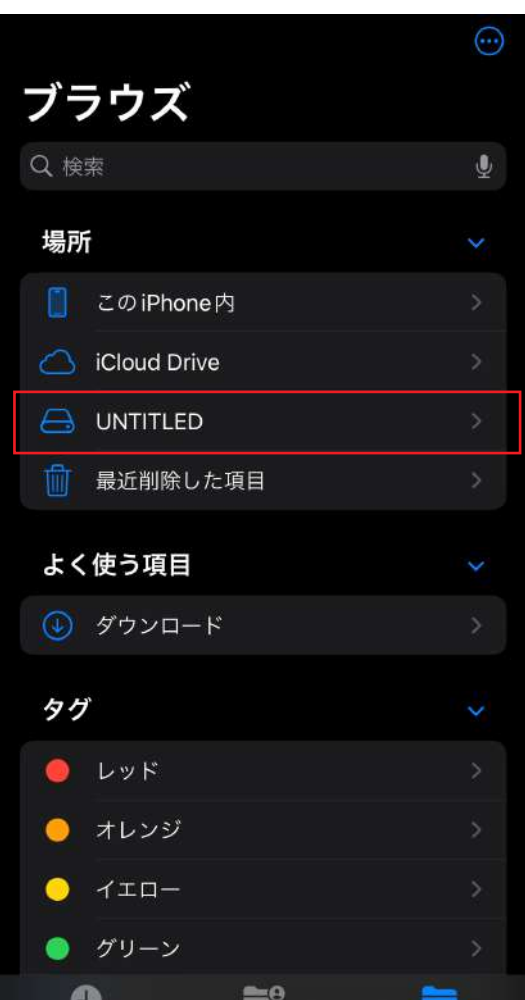 ブラウズ
検索
場所
このiPhone内
iCloud Drive
UNTITLED
最近削除した項目
よく使う項目
ダウンロード
タグ
レッド
オレンジ
イエロー
グリーン